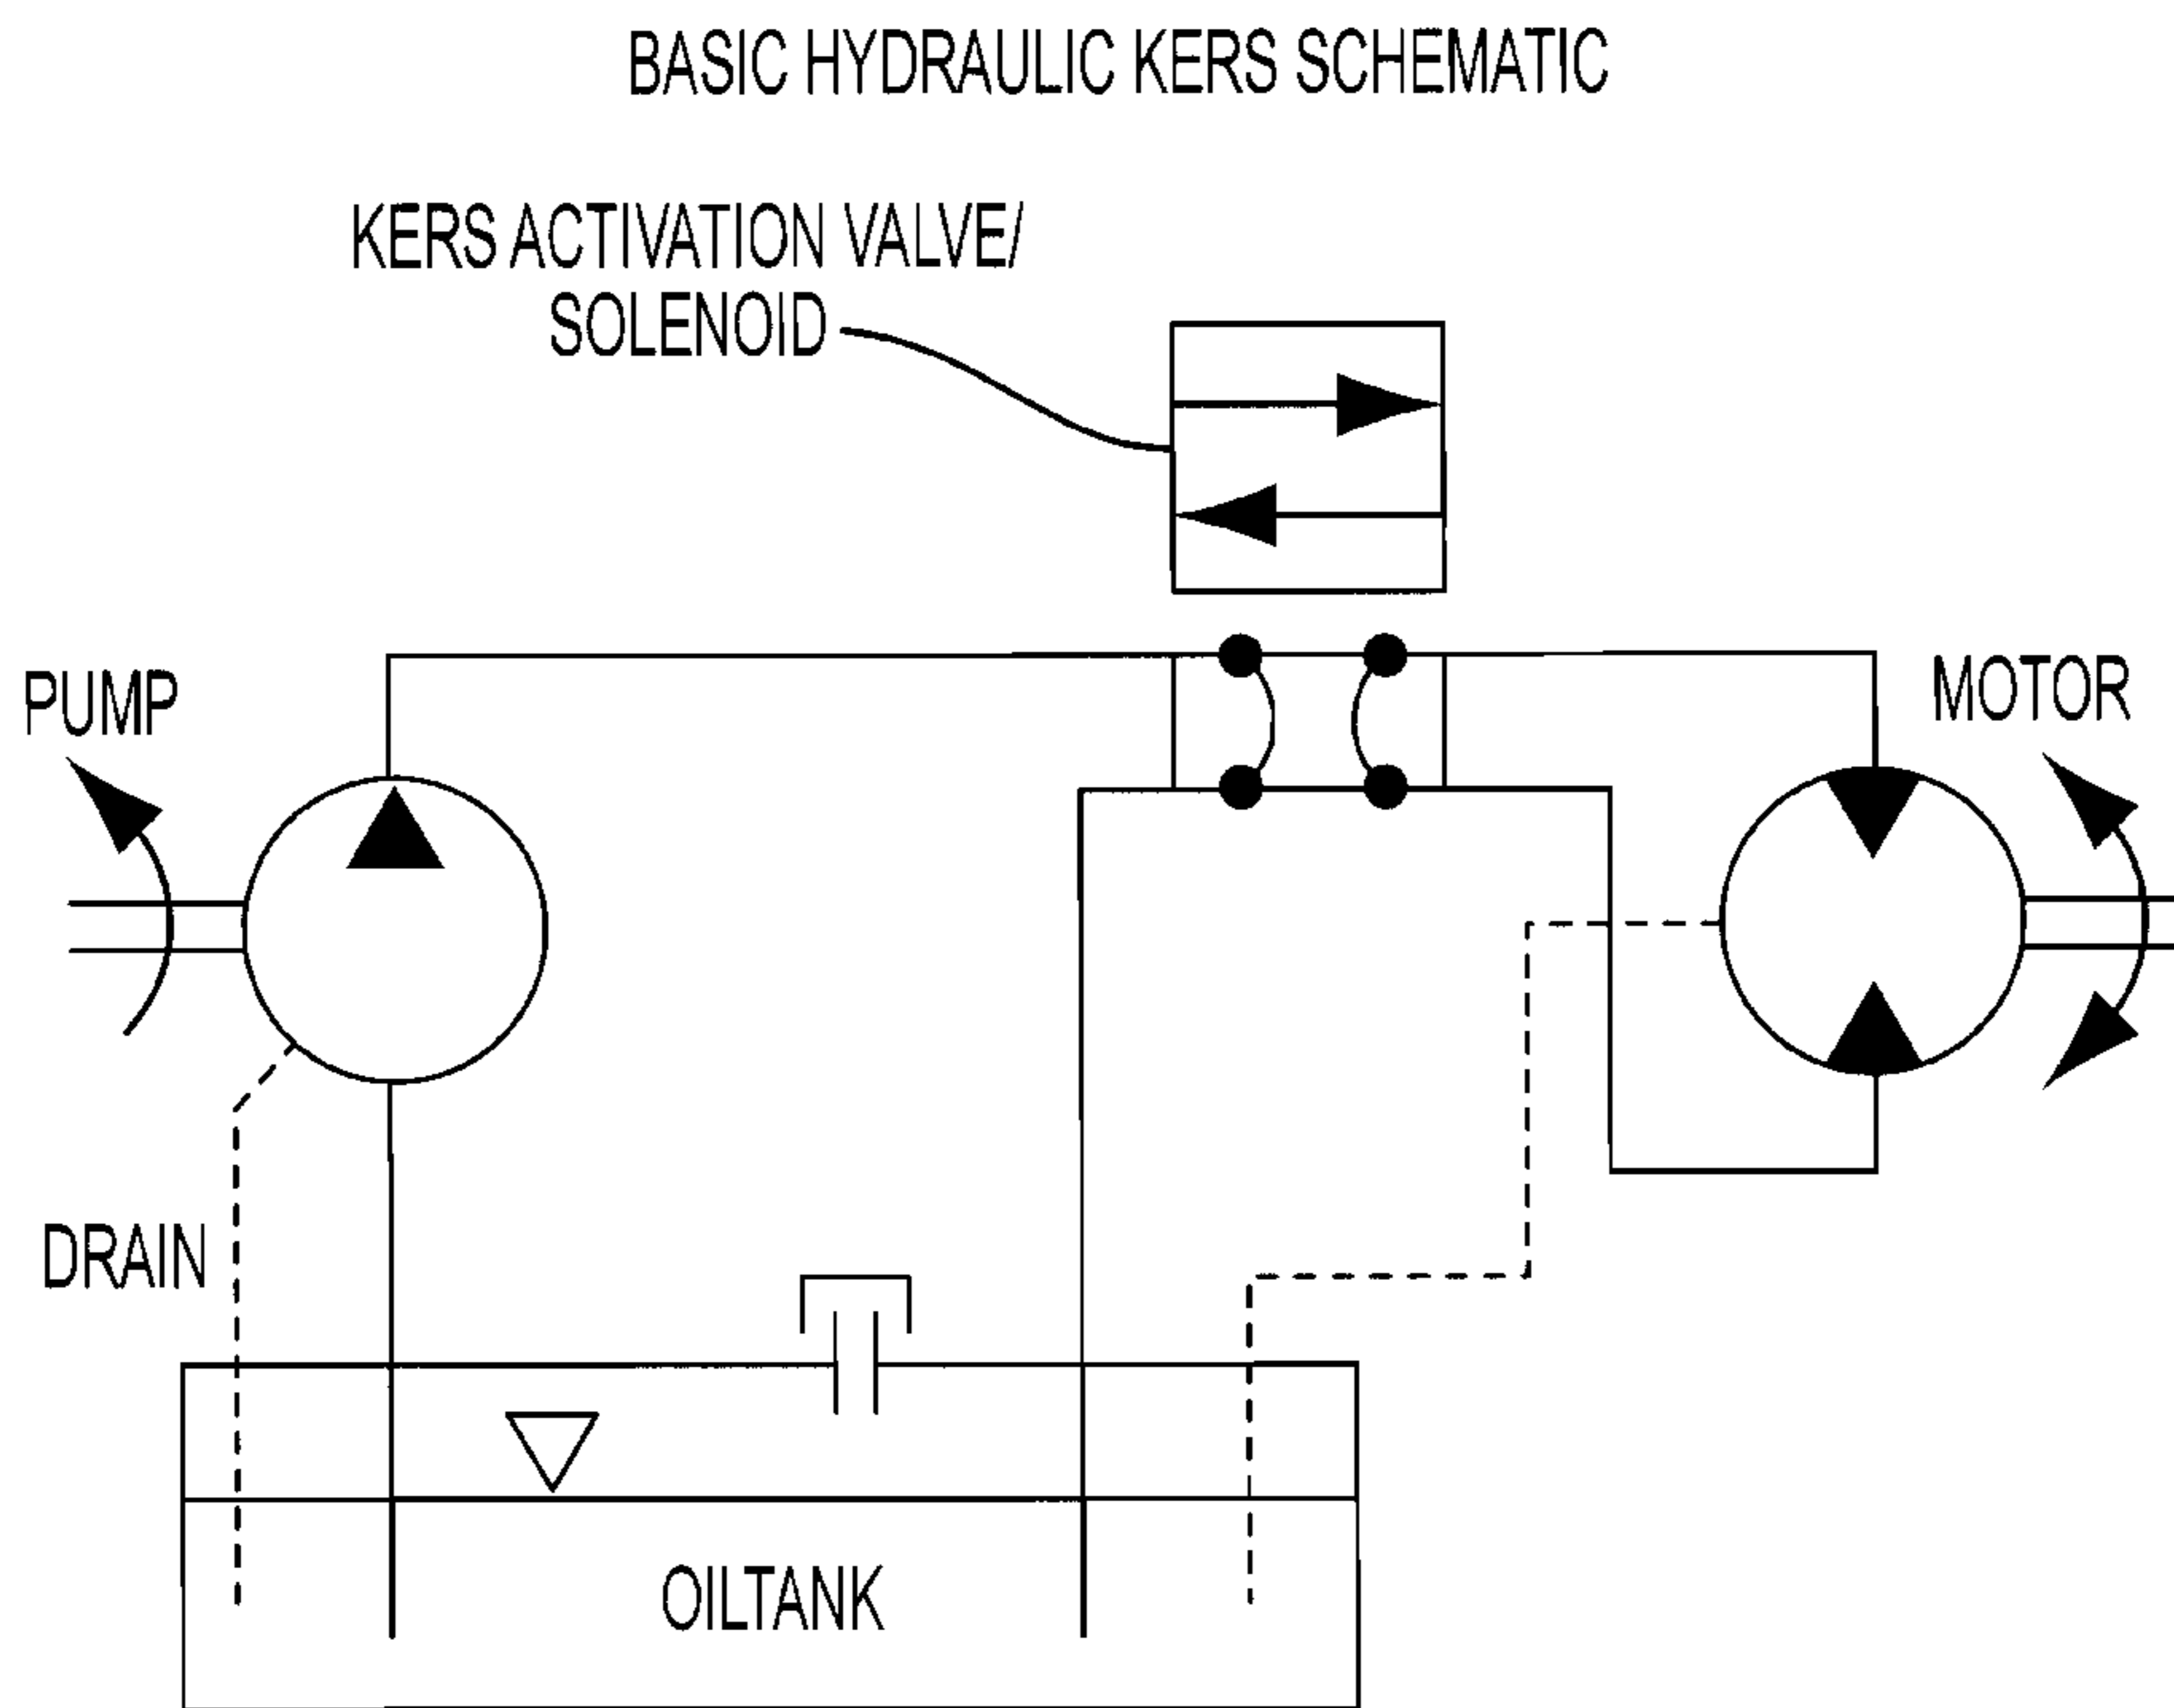 BASIC HYDRAULIC KERS SCHEMATIC
KERS ACTIVATION VALVE/
SOLENOID
PUMP
MOTOR
DRAIN
OILTANK